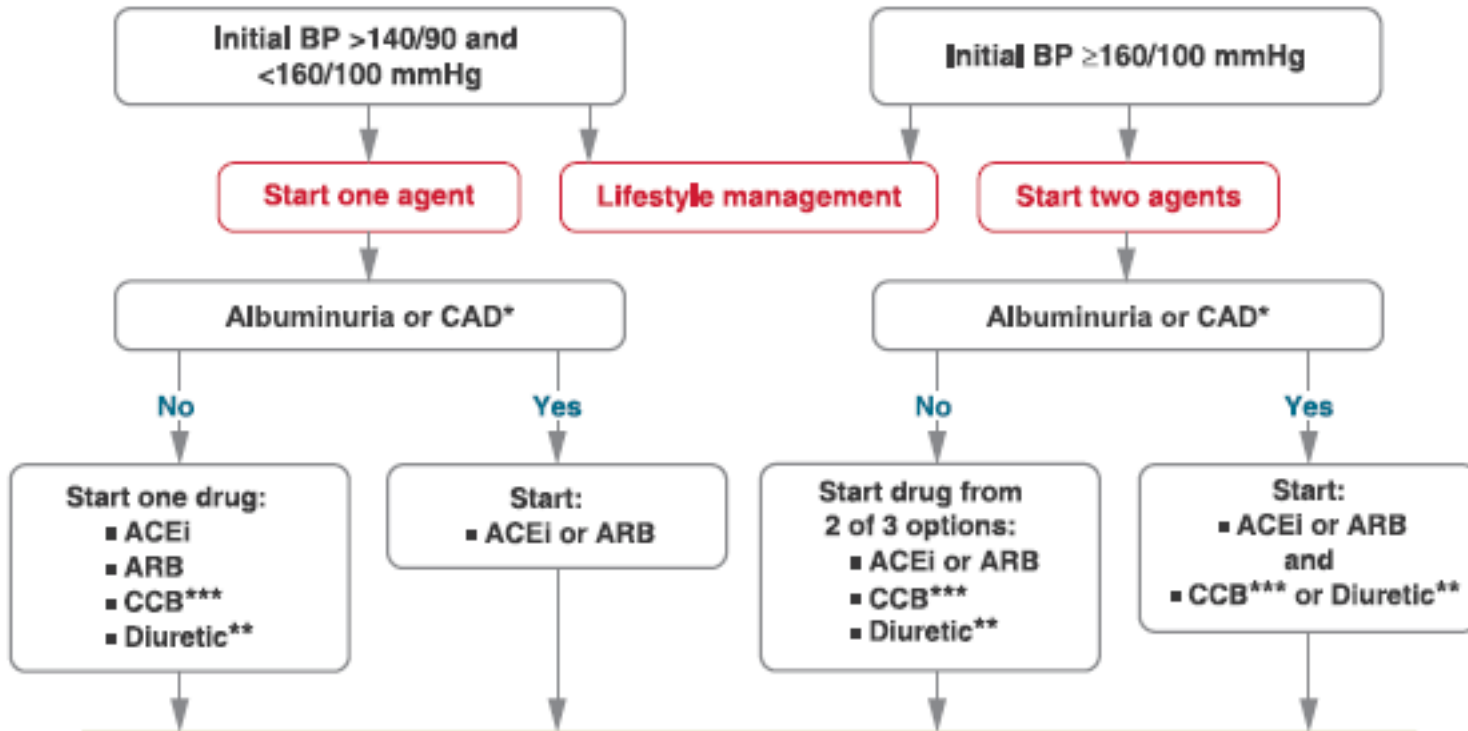 Initial BP >140/90 and
<160/100 mmHg
Initial BP ≥160/100 mmHg
Start one agent
Lifestyle management
Start two agents
Albuminuria or CAD*
Albuminuria or CAD*
No
Yes
No
Yes
Start one drug:
▪ ACEi
▪ ARB
▪ CCB***
▪ Diuretic**
Start:
▪ ACEi or ARB
Start drug from
2 of 3 options:
▪ ACEi or ARB
▪ CCB***
▪ Diuretic**
Start:
▪ ACEi or ARB
and
▪ CCB*** or Diuretic**